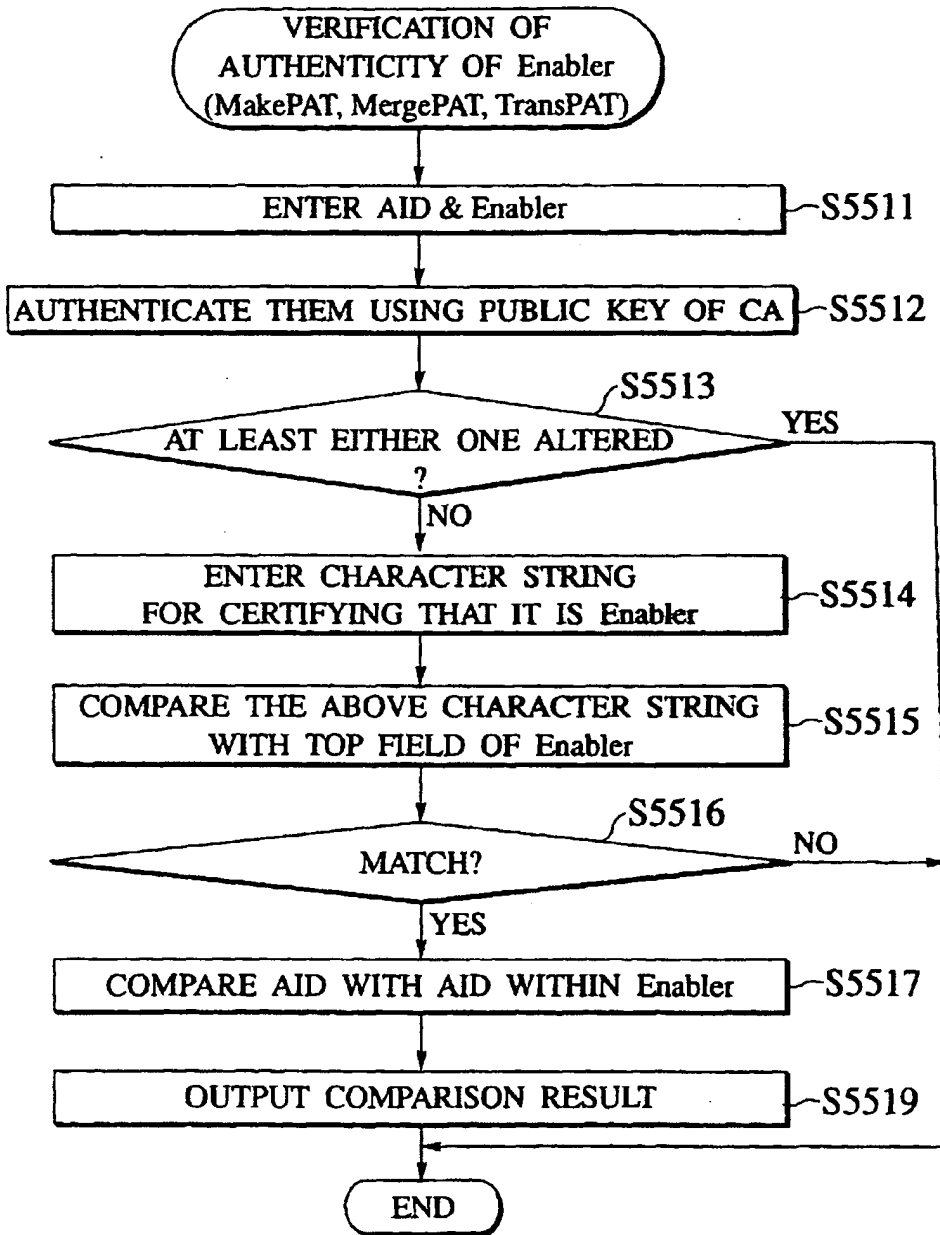 VERIFICATION OF
AUTHENTICITY OF Enabler
(MakePAT, MergePAT, TransPAT)
ENTER AID & Enabler
S5511
AUTHENTICATE THEM USING PUBLIC KEY OF CA
S5512
S5513
AT LEAST EITHER ONE ALTERED
?
YES
NO
ENTER CHARACTER STRING
FOR CERTIFYING THAT IT IS Enabler
S5514
COMPARE THE ABOVE CHARACTER STRING
WITH TOP FIELD OF Enabler
S5515
S5516
MATCH?
NO
YES
COMPARE AID WITH AID WITHIN Enabler
S5517
OUTPUT COMPARISON RESULT
S5519
END